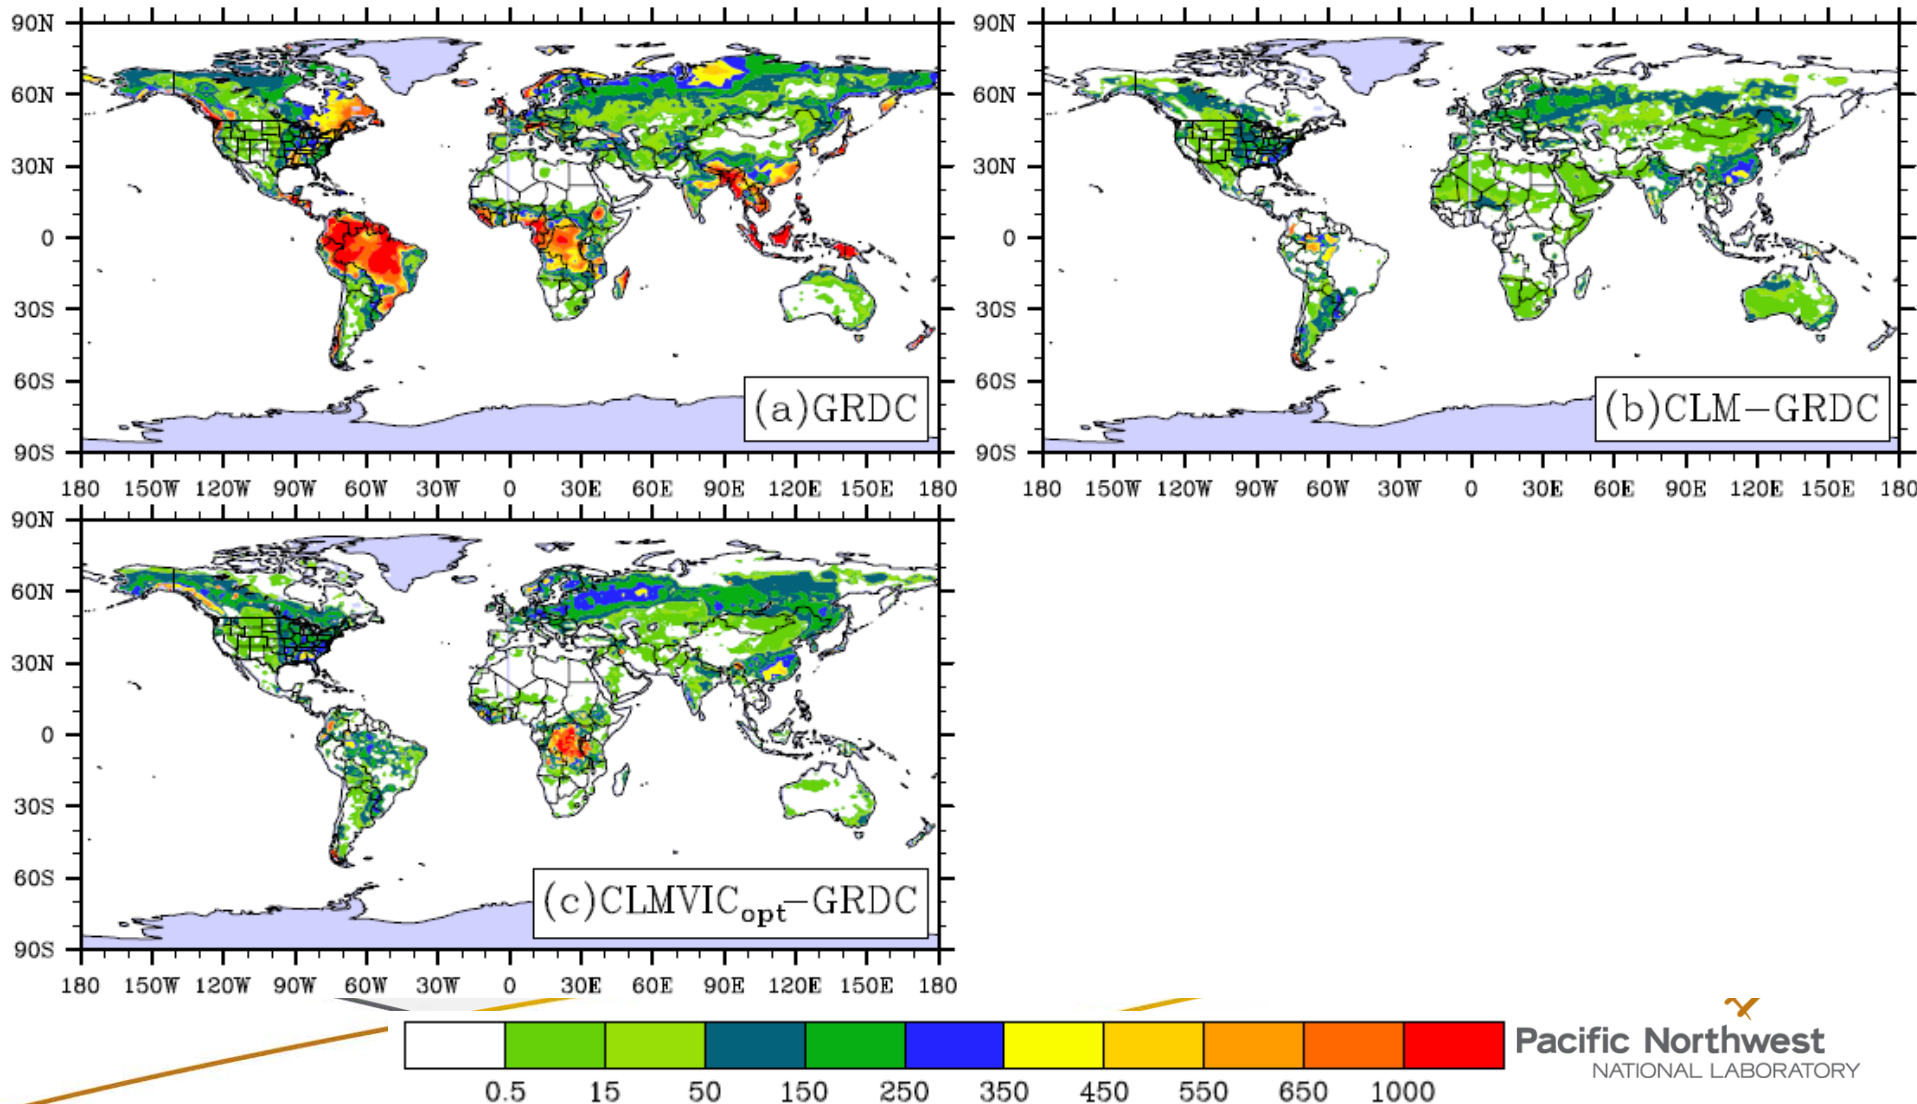 90N
60N
30N
0
30S
60S
90S
180 150W 120W 90W 60W 30W 0 30E 60E 90E 120E 150E 180
(a)GRDC
90N
60N
30N
0
30S
60S
90S
180 150W 120W 90W 60W 30W 0 30E 60E 90E 120E 150E 180
(b)CLM−GRDC
90N
60N
30N
0
30S
60S
90S
180 150W 120W 90W 60W 30W 0 30E 60E 90E 120E 150E 180
(c)CLMVICopt−GRDC
0.5 15 50 150 250 350 450 550 650 1000
Pacific Northwest
NATIONAL LABORATORY